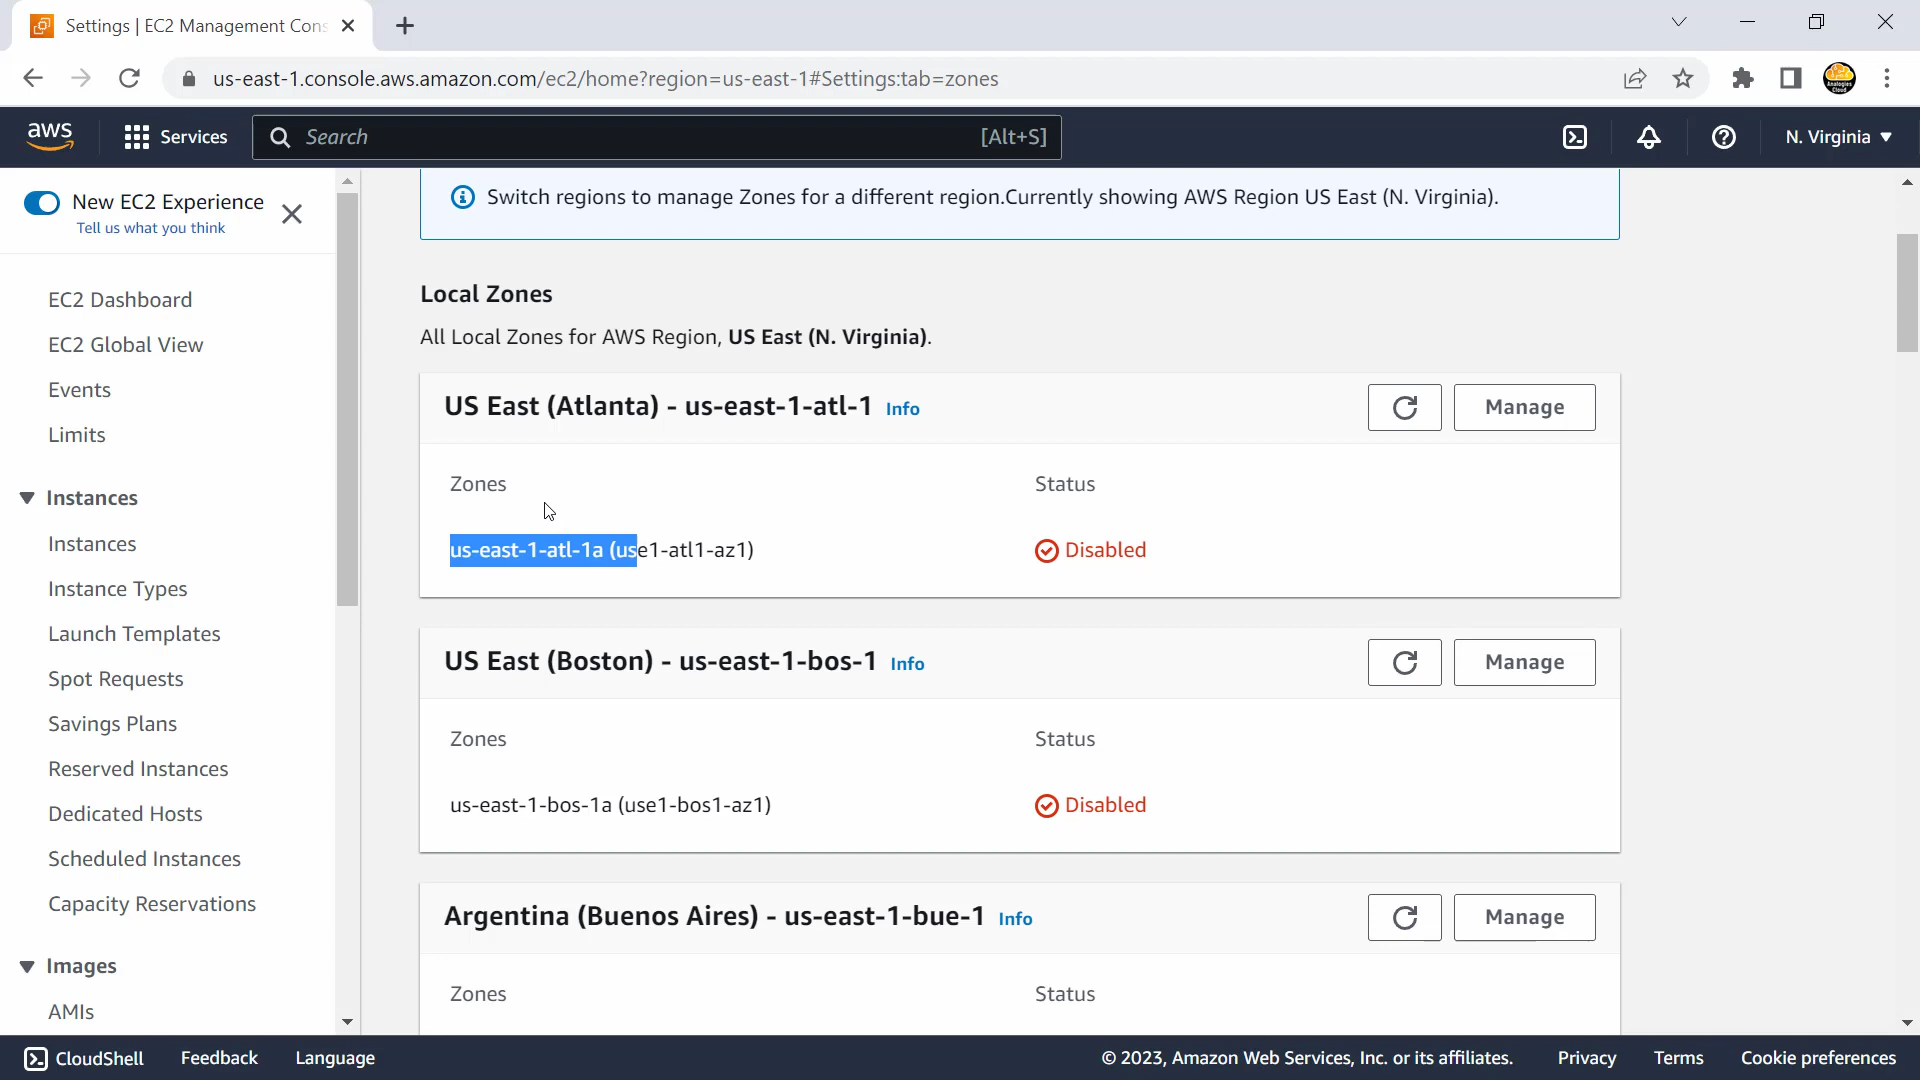 Settings | EC2 Management Cons
us-east-1.console.aws.amazon.com/ec2/home?region=us-east-1#Settings:tab=zones
aws
Services
Search
[Alt+S]
N. Virginia
New EC2 Experience
Tell us what you think
EC2 Dashboard
EC2 Global View
Events
Limits
Instances
Instances
Instance Types
Launch Templates
Spot Requests
Savings Plans
Reserved Instances
Dedicated Hosts
Scheduled Instances
Capacity Reservations
Images
AMIs
Switch regions to manage Zones for a different region.Currently showing AWS Region US East (N. Virginia).
Local Zones
All Local Zones for AWS Region, US East (N. Virginia).
US East (Atlanta) - us-east-1-atl-1 Info
Manage
Zones
Status
us-east-1-atl-1a (use1-atl1-az1)
Disabled
US East (Boston) - us-east-1-bos-1 Info
Manage
Zones
Status
us-east-1-bos-1a (use1-bos1-az1)
Disabled
Argentina (Buenos Aires) - us-east-1-bue-1 Info
Manage
Zones
Status
CloudShell
Feedback
Language
© 2023, Amazon Web Services, Inc. or its affiliates.
Privacy
Terms
Cookie preferences